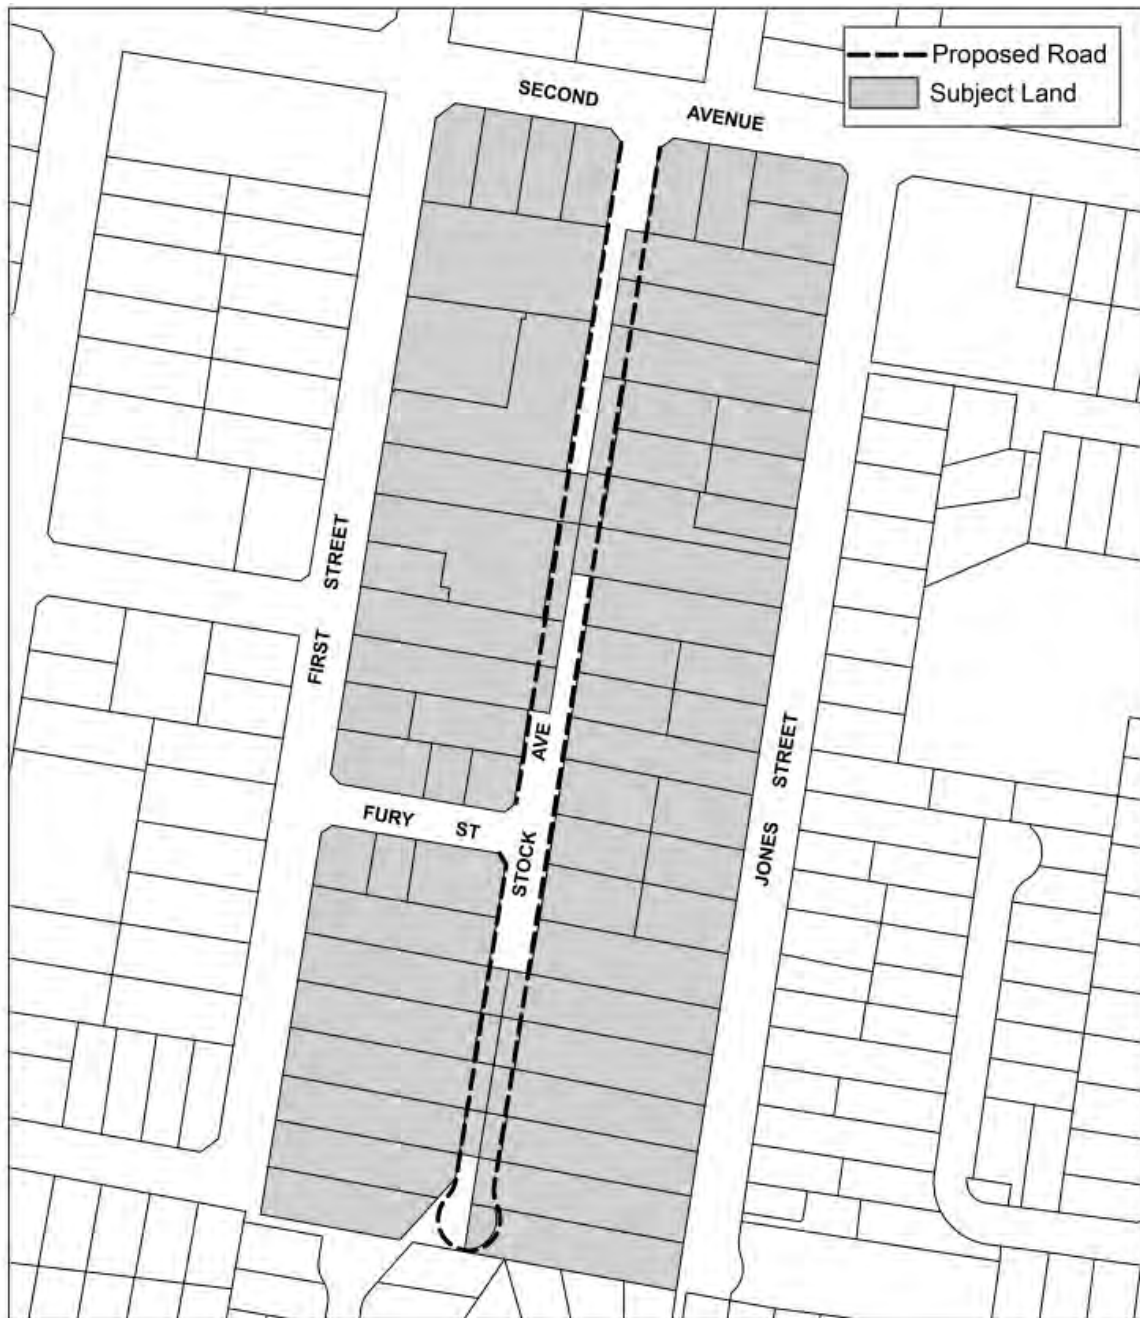 Proposed Road
Subject Land
SECOND
AVENUE
FIRST STREET
AVE
STOCK
FURY ST
JONES STREET